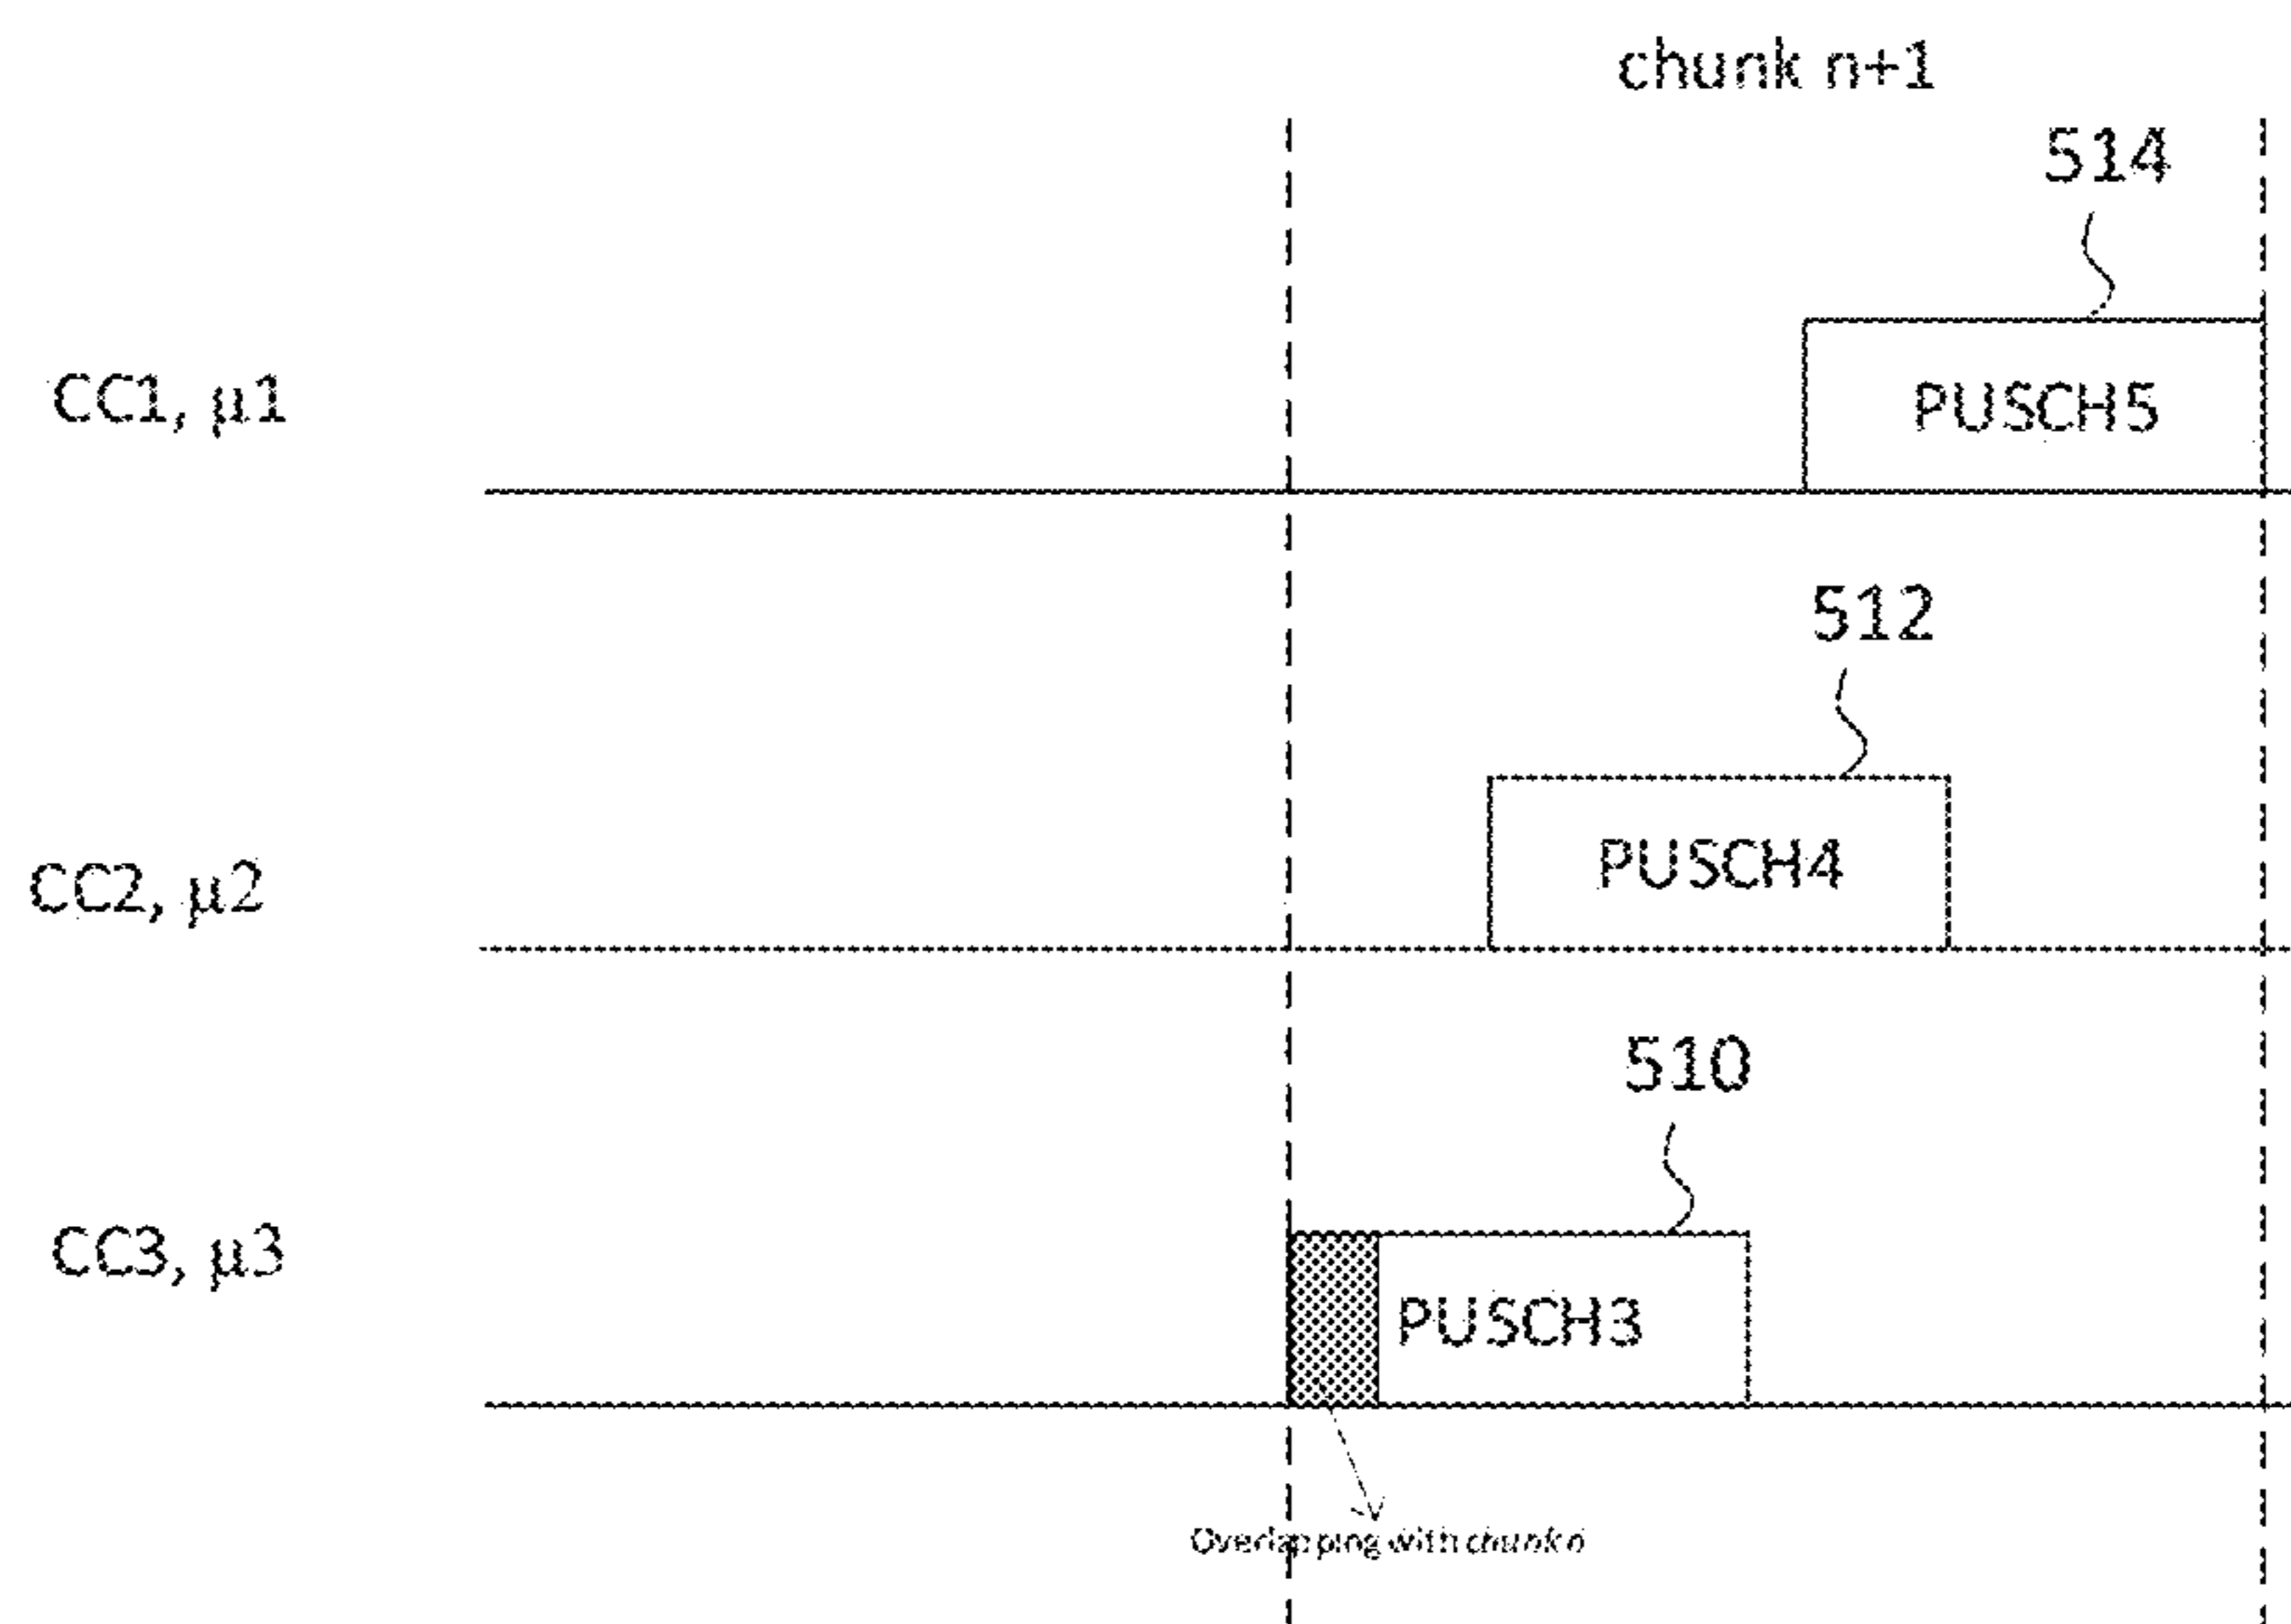 chunk n+1
514
CC1, µ1
PUSCH5
512
CC2, µ2
PUSCH4
510
CC3, µ3
PUSCH3
Overlapping with chunk n